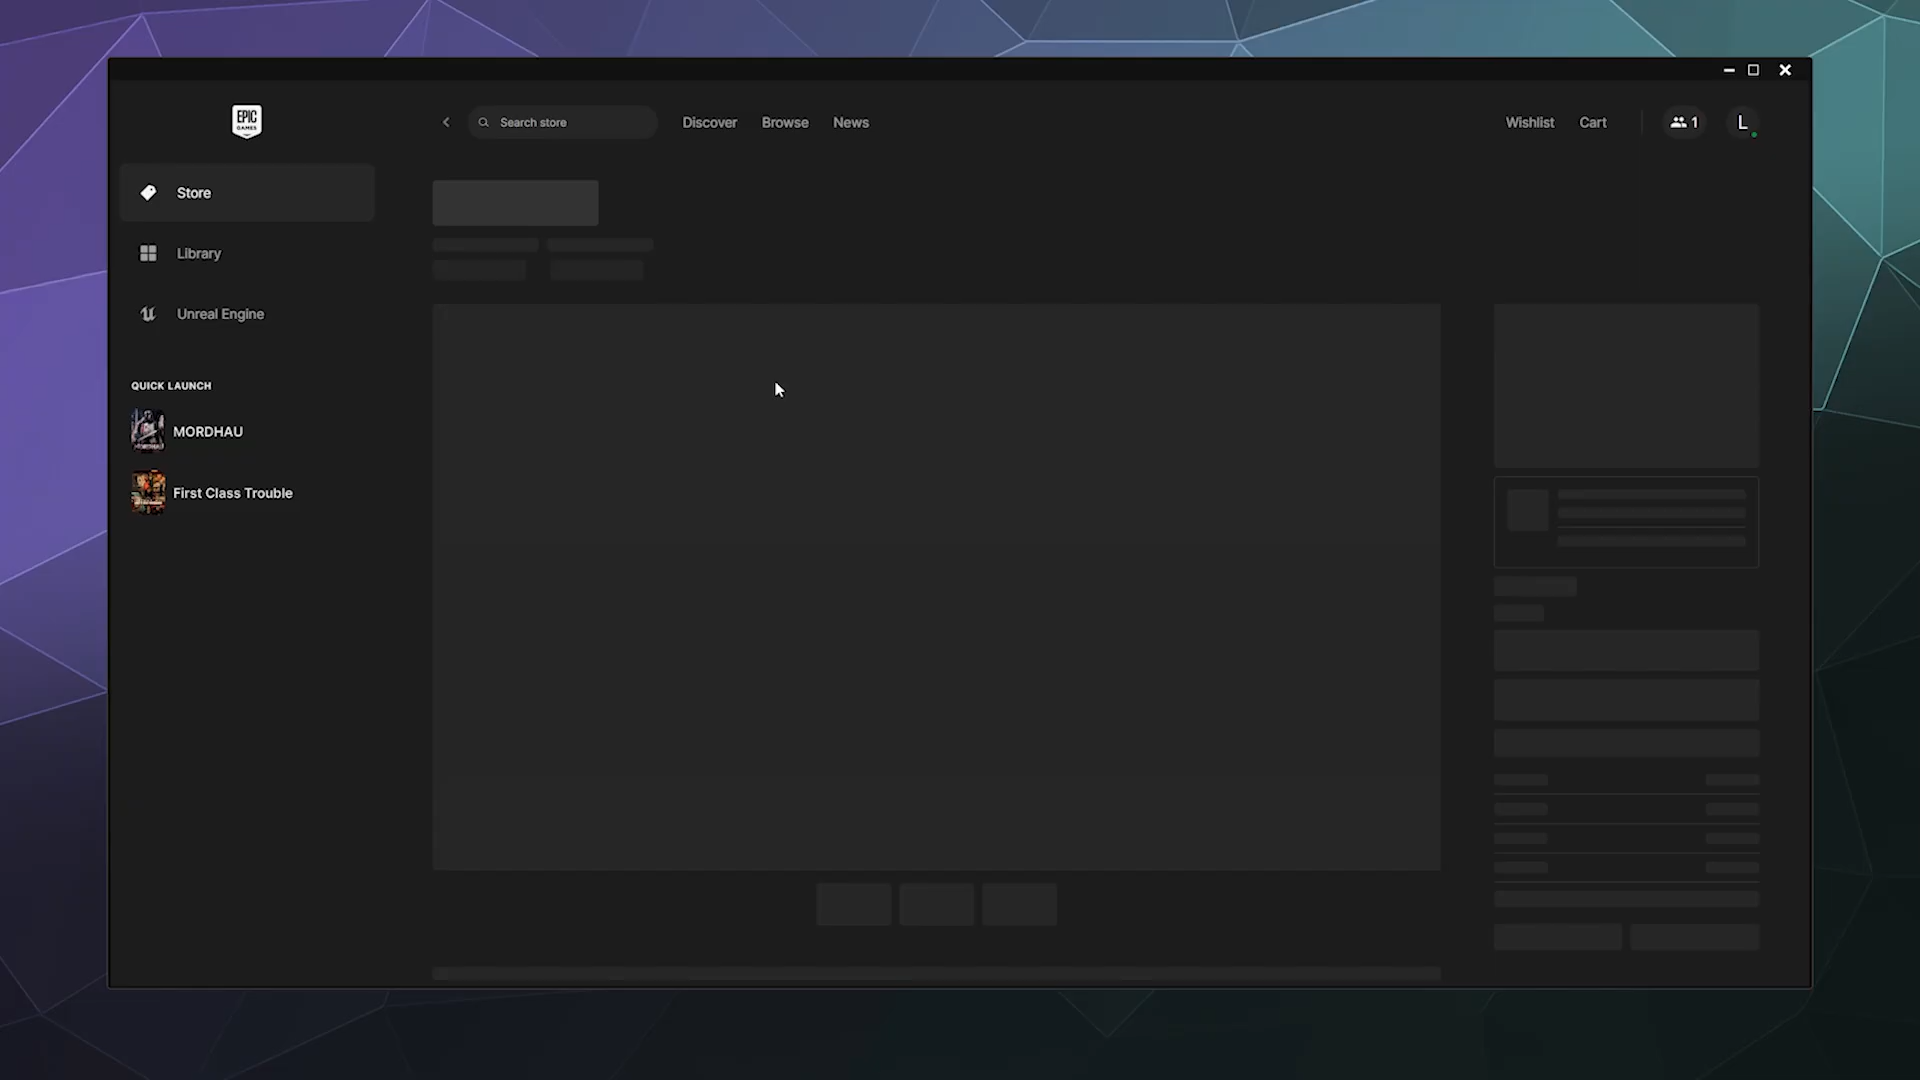 EPIC
GAMES
Search store
Discover
Browse
News
Wishlist
Cart
1
L
Store
Library
Unreal Engine
QUICK LAUNCH
MORDHAU
First Class Trouble